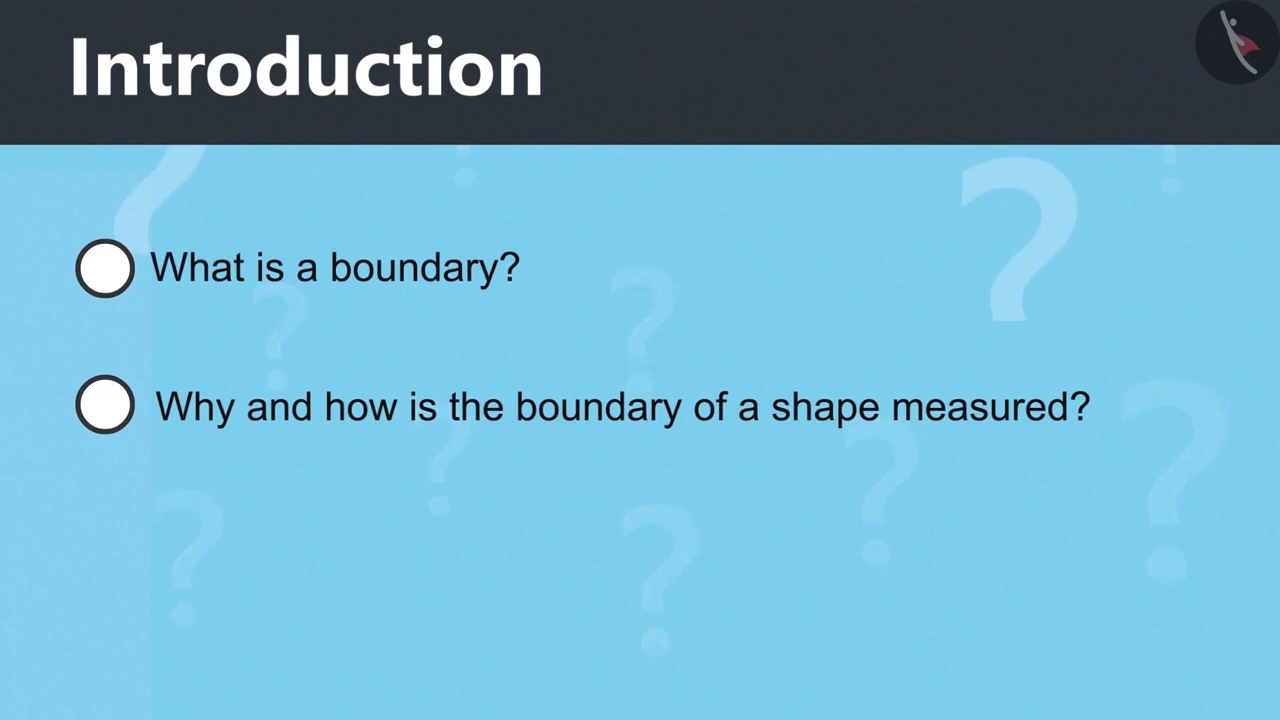 Introduction
What is a boundary?
Why and how is the boundary of a shape measured?